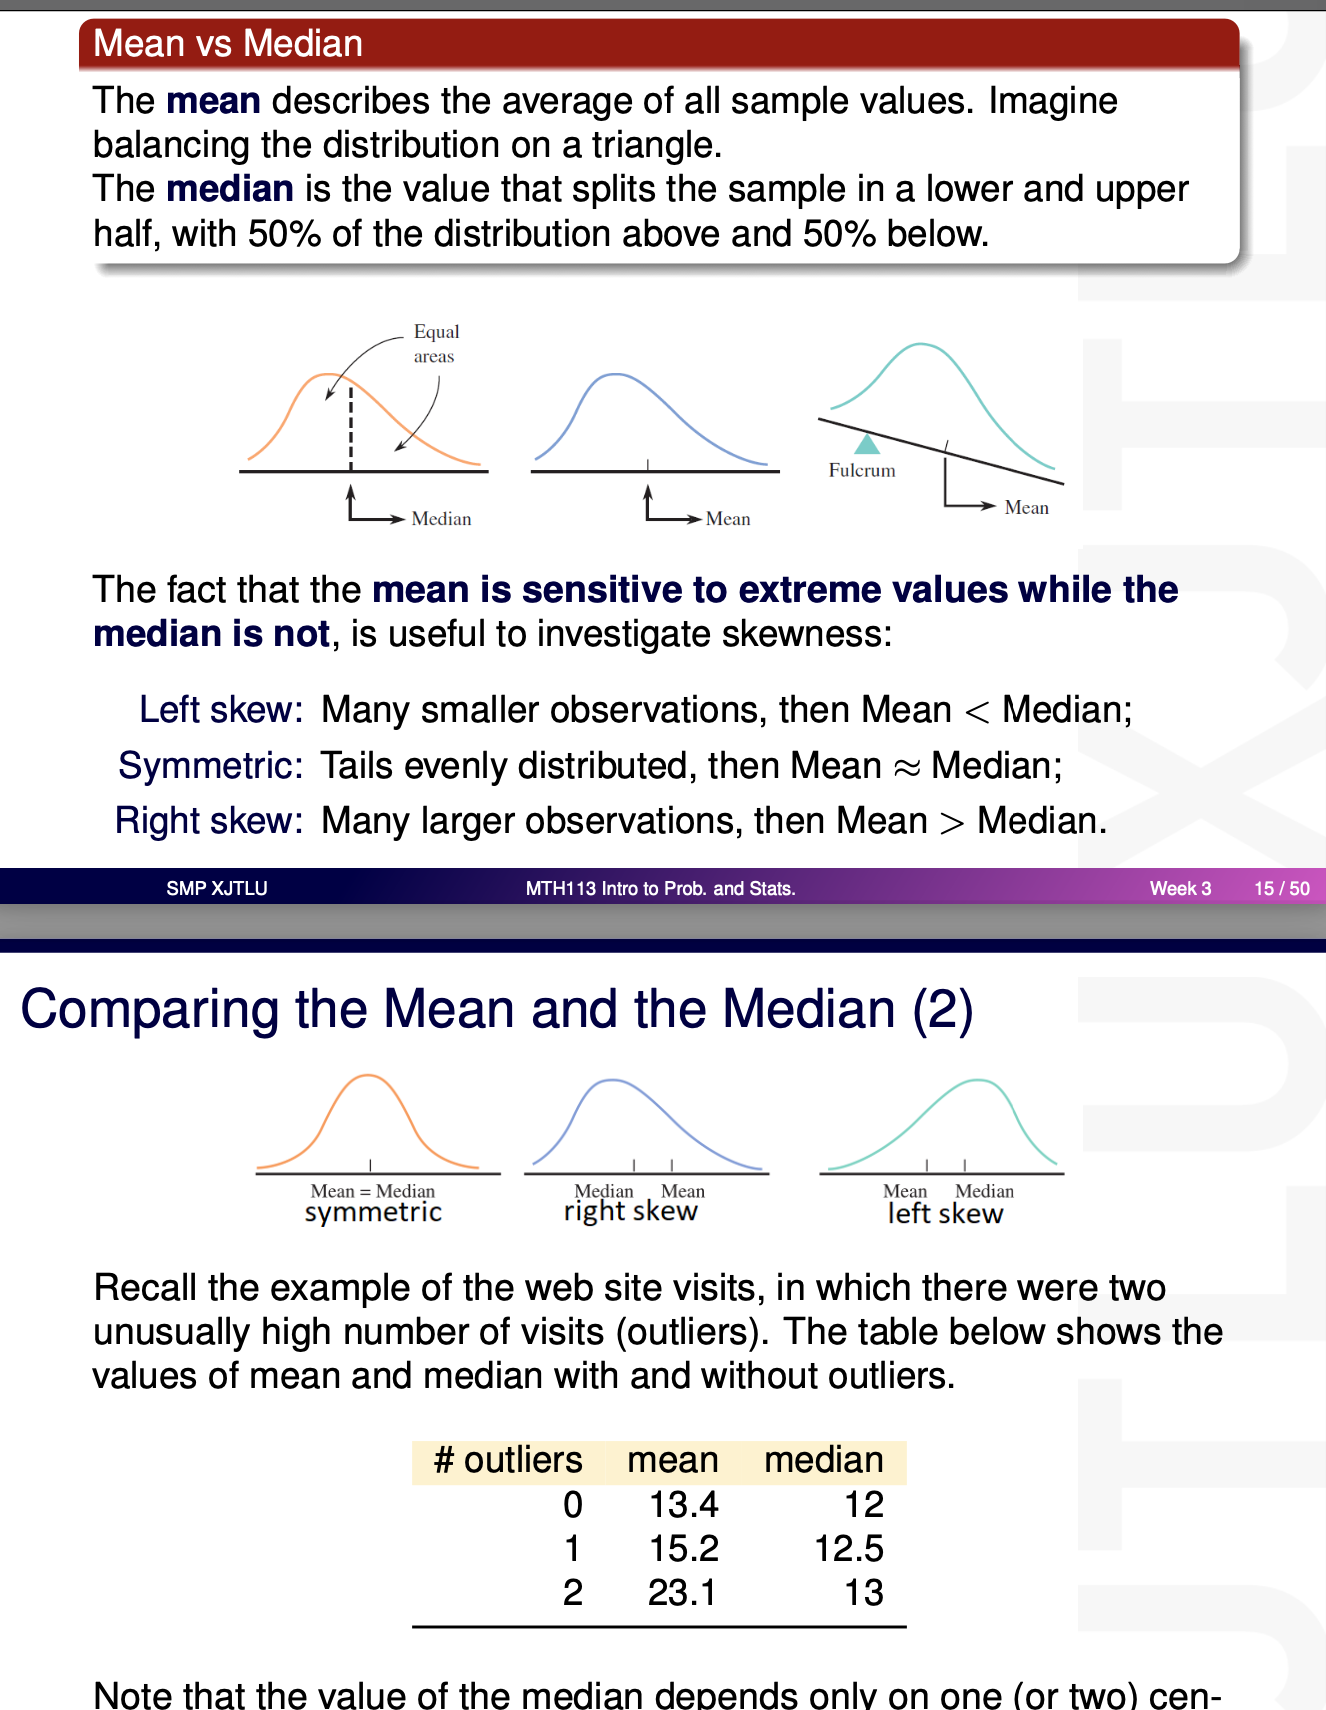 Mean vs Median
The mean describes the average of all sample values. Imagine
balancing the distribution on a triangle.
The median is the value that splits the sample in a lower and upper
half, with 50% of the distribution above and 50% below.
Equal
areas
Median
Mean
Fulcrum
Mean
The fact that the mean is sensitive to extreme values while the
median is not, is useful to investigate skewness:
Left skew: Many smaller observations, then Mean < Median;
Symmetric: Tails evenly distributed, then Mean ≈ Median;
Right skew: Many larger observations, then Mean > Median.
SMP XJTLU MTH113 Intro to Prob. and Stats. Week 3 15 / 50
Comparing the Mean and the Median (2)
Mean = Median
symmetric
Median Mean
right skew
Mean Median
left skew
Recall the example of the web site visits, in which there were two
unusually high number of visits (outliers). The table below shows the
values of mean and median with and without outliers.
# outliers mean median
0 13.4 12
1 15.2 12.5
2 23.1 13
Note that the value of the median depends only on one (or two) cen-